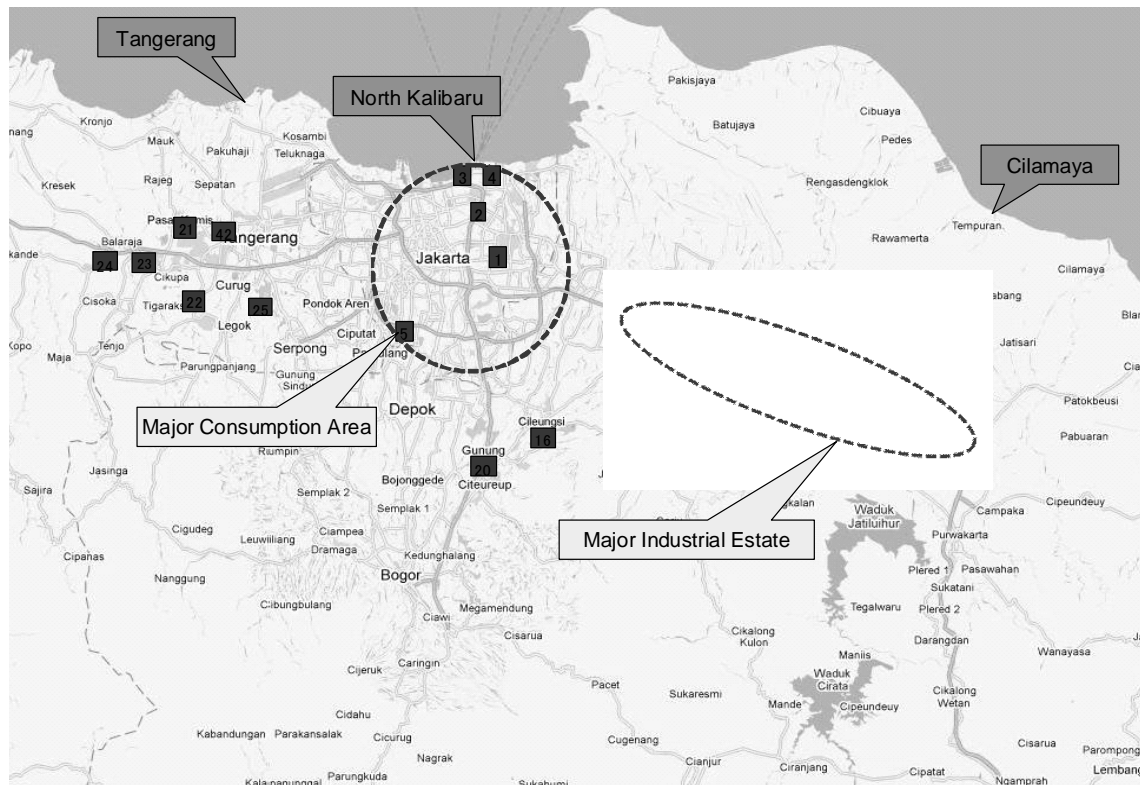 Tangerang
North Kalibaru
Cilamaya
Major Consumption Area
Major Industrial Estate
Pakisjaya
Cibuaya
Batujaya
Pedes
Kronjo
Mauk
Pakuhaji
Kosambi
Teluknaga
Kresek
Rajeg
Sepatan
3
4
Rengasdengklok
2
Tempuran
21
42
Tangerang
Balaraja
Rawamerta
24
23
Jakarta
1
Cilamaya
Cikupa
Cisoka
22
Curug
25
Pondok Aren
Legok
Ciputat
5
Serpong
Jatisari
Kopo
Maja
Tenjo
Parungpanjang
Gunung
Patokbeusi
Depok
Cileungsi
16
Pabuaran
Gunung
20
Citeureup
Jasinga
Bojonggede
Sajira
Semplak 2
Semplak 1
Cipeundeuy
Campaka
Waduk
Jatiluhur
Cigudeg
Ciampea
Leuwiliang
Dramaga
Purwakarta
Cipanas
Kedunghalang
Plered 1
Pasawahan
Nanggung
Bogor
Sukatani
Cibungbulang
Megamendung
Tegalwaru
Plered 2
Ciawi
Cisarua
Cikalong
Kulon
Darangdan
Wanayasa
Maniis
Cijeruk
Caringin
Waduk
Cirata
Pacet
Sukaresmi
Mande
Cipeundeuy
Cikalong
Wetan
Cidahu
Kabandungan
Parakansalak
Cicurug
Cugenang
Cisarua
Nagrak
Cianjur
Ciranjang
Cipatat
Parompong
Lembang
Kalapanunggal
Parungkuda
Sukabumi
Ngamprah